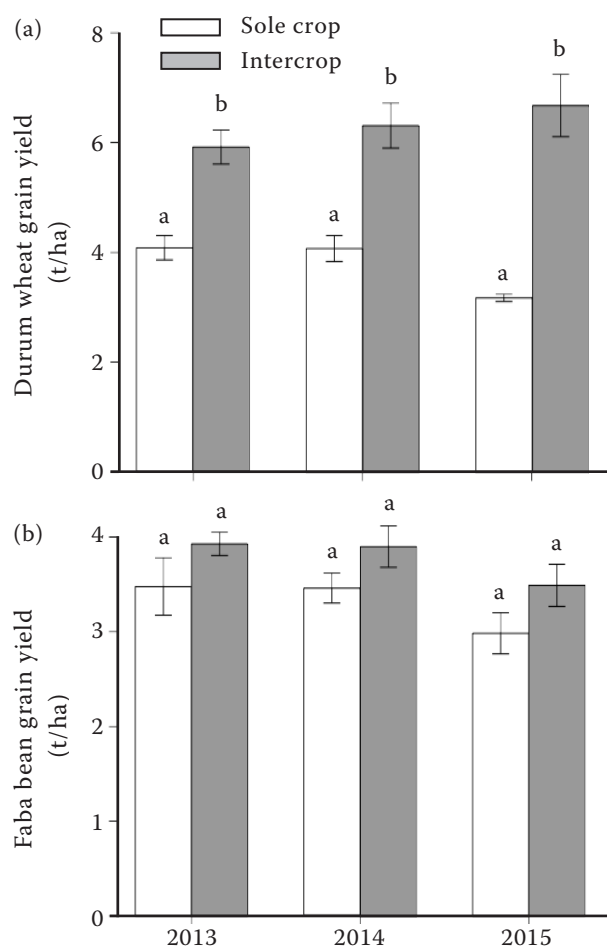 (a)
Sole crop
Intercrop
Durum wheat grain yield
(t/ha)
8
6
4
2
0
a
b
a
b
a
b
(b)
Faba bean grain yield
(t/ha)
4
3
2
1
0
a
a
a
a
a
a
2013
2014
2015